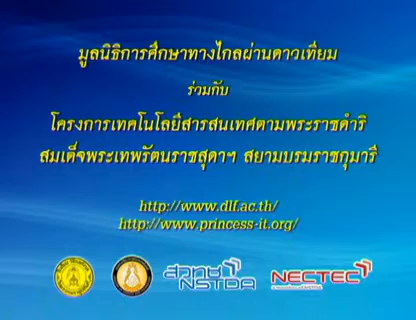 มูลนิธิการศึกษาทางไกลผ่านดาวเทียม
ร่วมกับ
โครงการเทคโนโลยีสารสนเทศตามพระราชดำริ
สมเด็จพระเทพรัตนราชสุดาฯ สยามบรมราชกุมารี
http://www.dlf.ac.th/
http://www.princess-it.org/
สวทช
NSTDA
NECTEC